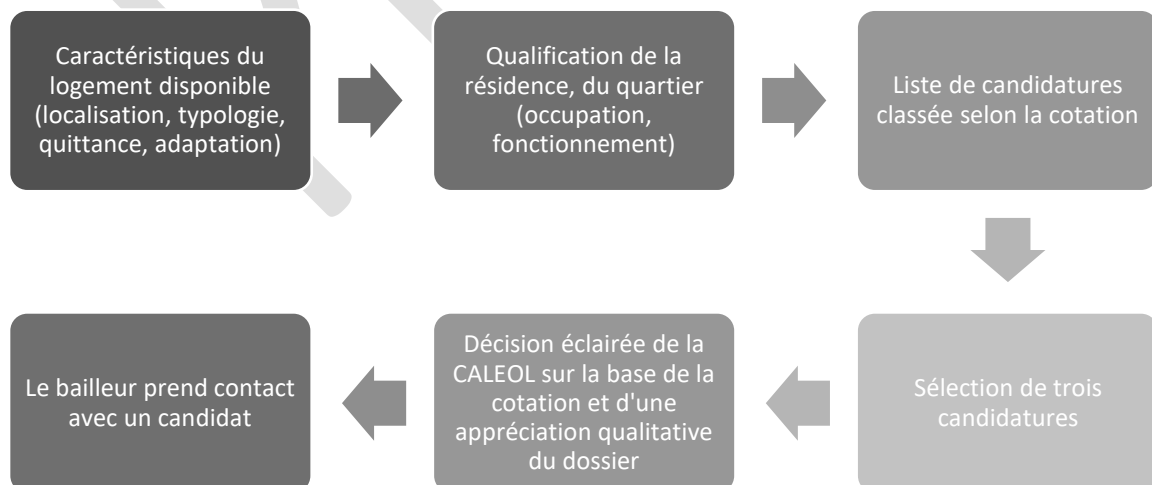 Caractéristiques du
logement disponible
(localisation, typologie,
quittance, adaptation)
Qualification de la
résidence, du quartier
(occupation,
fonctionnement)
Liste de candidatures
classée selon la cotation
Sélection de trois
candidatures
Décision éclairée de la
CALEOL sur la base de la
cotation et d'une
appréciation qualitative
du dossier
Le bailleur prend contact
avec un candidat